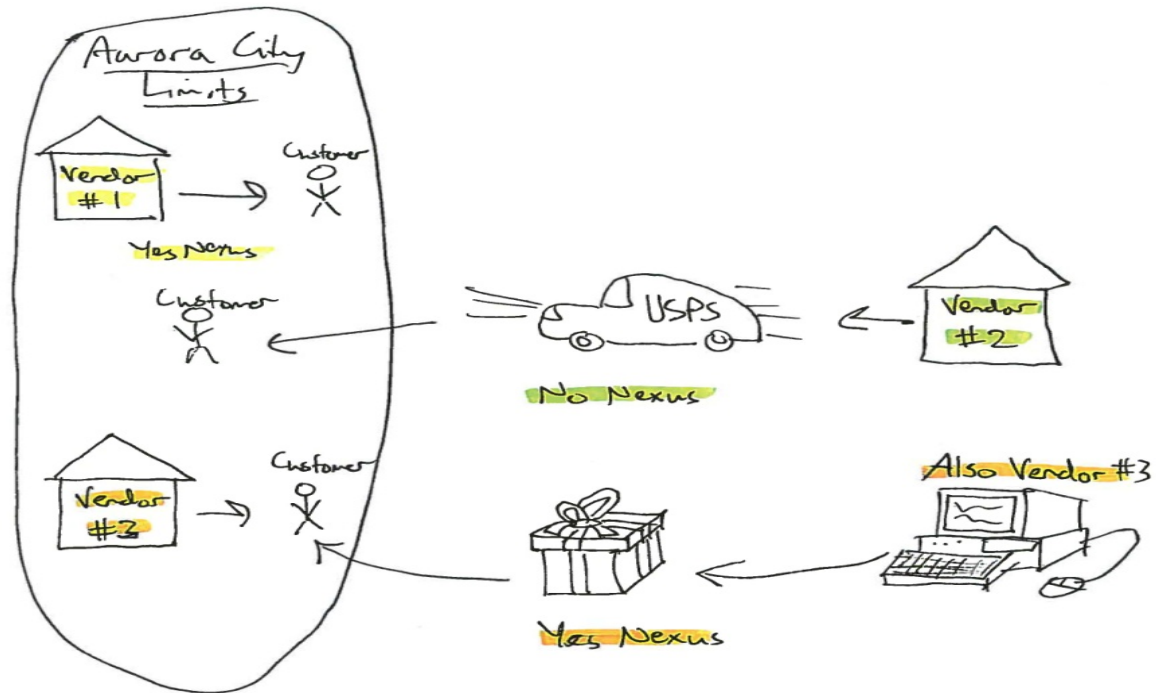 Aurora City
Limits
Customer
Vendor
#1
Yes Nexus
Customer
USPS
Vendor
#2
No Nexus
Customer
Vendor
#3
Also Vendor #3
Yes Nexus